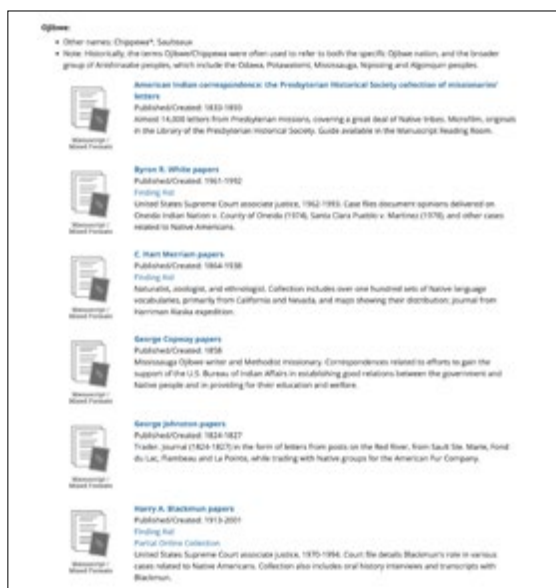 Ojibwe:
• Other names: Chippewa*, Saulteaux
• Note: Historically, the terms Ojibwe/Chippewa were often used to refer to both the specific Ojibwe nation, and the broader
group of Anishinaabe peoples, which include the Odawa, Potawatomi, Mississauga, Nipissing and Algonquin peoples.
American Indian correspondence: the Presbyterian Historical Society collection of missionaries'
letters
Published/Created: 1833-1893
Almost 14,000 letters from Presbyterian missions, covering a great deal of Native tribes. Microfilm, originals
in the Library of the Presbyterian Historical Society. Guide available in the Manuscript Reading Room.
Manuscript /
Mixed Formats
Byron R. White papers
Published/Created: 1961-1992
Finding Aid
United States Supreme Court associate justice, 1962-1993. Case files document opinions delivered on
Oneida Indian Nation v. County of Oneida (1974), Santa Clara Pueblo v. Martinez (1978), and other cases
related to Native Americans.
Manuscript /
Mixed Formats
C. Hart Merriam papers
Published/Created: 1864-1938
Finding Aid
Naturalist, zoologist, and ethnologist. Collection includes over one hundred sets of Native language
vocabularies, primarily from California and Nevada, and maps showing their distribution; journal from
Harriman Alaska expedition.
Manuscript /
Mixed Formats
George Copway papers
Published/Created: 1858
Mississauga Ojibwe writer and Methodist missionary. Correspondences related to efforts to gain the
support of the U.S. Bureau of Indian Affairs in establishing good relations between the government and
Native people and in providing for their education and welfare.
Manuscript /
Mixed Formats
George Johnston papers
Published/Created: 1824-1827
Trader. Journal (1824-1827) in the form of letters from posts on the Red River, from Sault Ste. Marie, Fond
du Lac, Flambeau and La Pointe, while trading with Native groups for the American Fur Company.
Manuscript /
Mixed Formats
Harry A. Blackmun papers
Published/Created: 1913-2001
Finding Aid
Partial Online Collection
United States Supreme Court associate justice, 1970-1994. Court file details Blackmun's role in various
cases related to Native Americans. Collection also includes oral history interviews and transcripts with
Blackmun.
Manuscript /
Mixed Formats